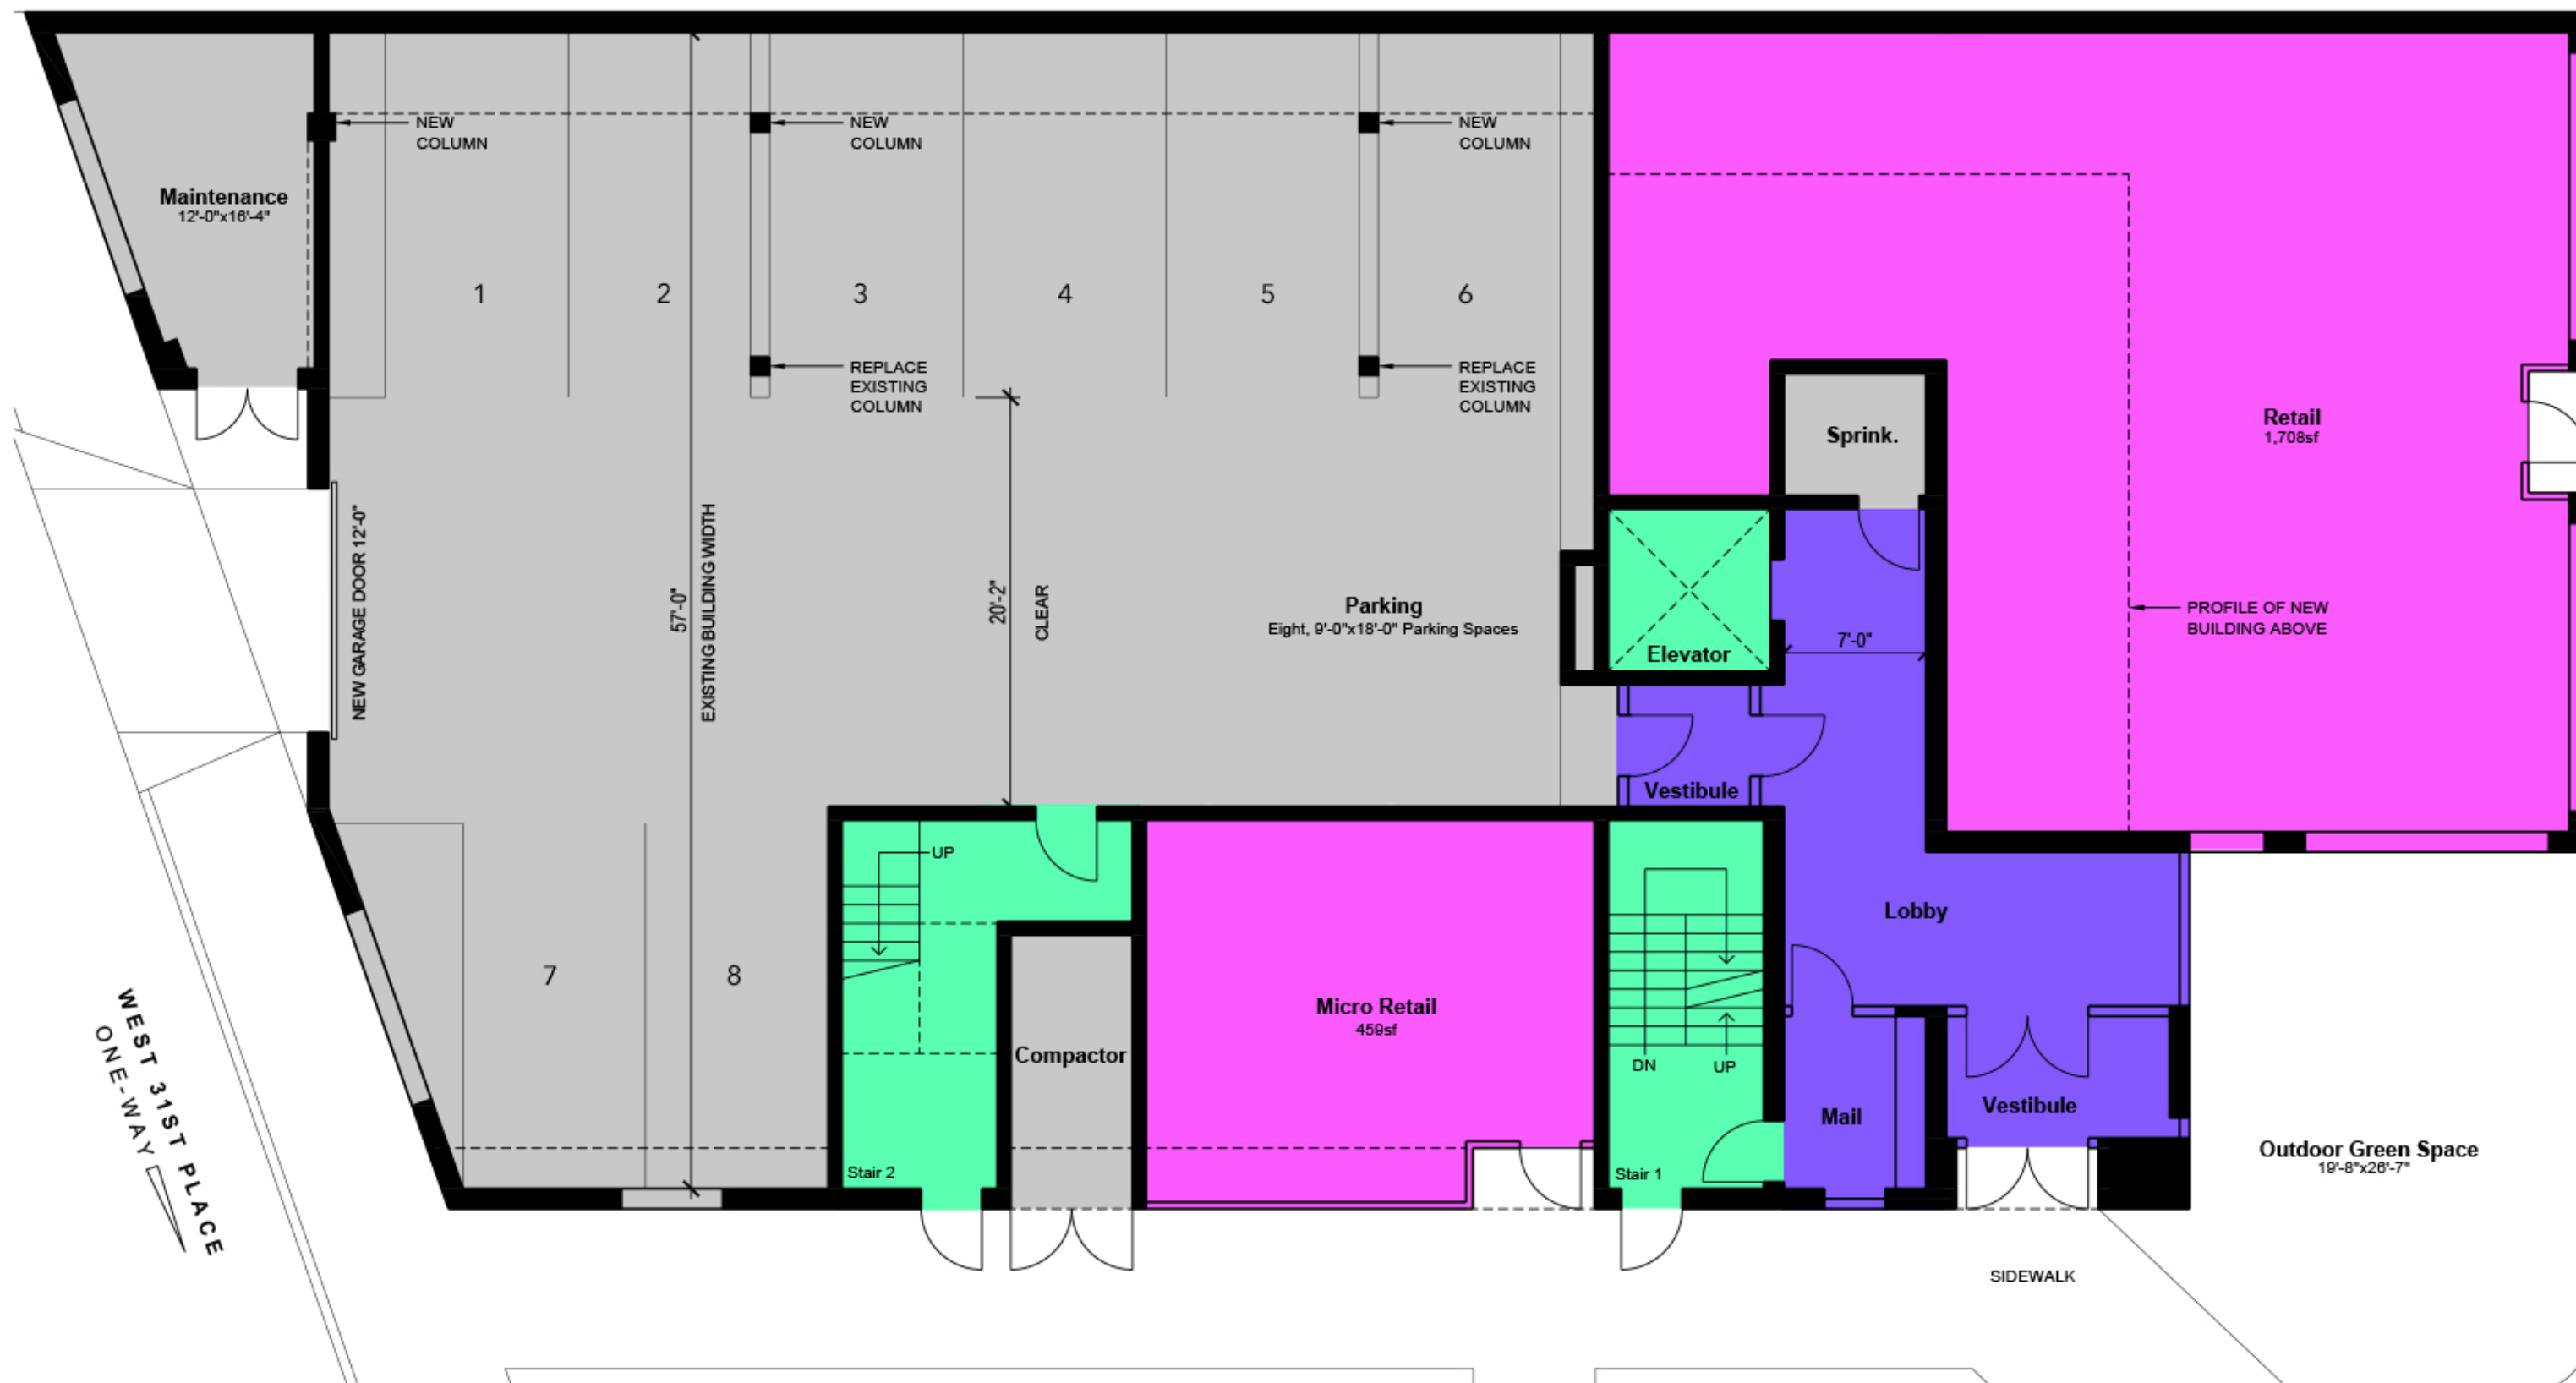 NEW
COLUMN
NEW
COLUMN
NEW
COLUMN
Maintenance
12'-0"x16'-4"
1
2
3
4
5
6
REPLACE
EXISTING
COLUMN
REPLACE
EXISTING
COLUMN
Sprink.
Retail
1,708sf
NEW GARAGE DOOR 12'-0"
57'-0"
EXISTING BUILDING WIDTH
20'-2"
CLEAR
Parking
Eight, 9'-0"x18'-0" Parking Spaces
Elevator
7'-0"
PROFILE OF NEW
BUILDING ABOVE
Vestibule
UP
Lobby
7
8
Micro Retail
459sf
Compactor
DN
UP
Mail
Vestibule
Stair 2
Stair 1
Outdoor Green Space
19'-8"x26'-7"
WEST 31ST PLACE
ONE-WAY
SIDEWALK